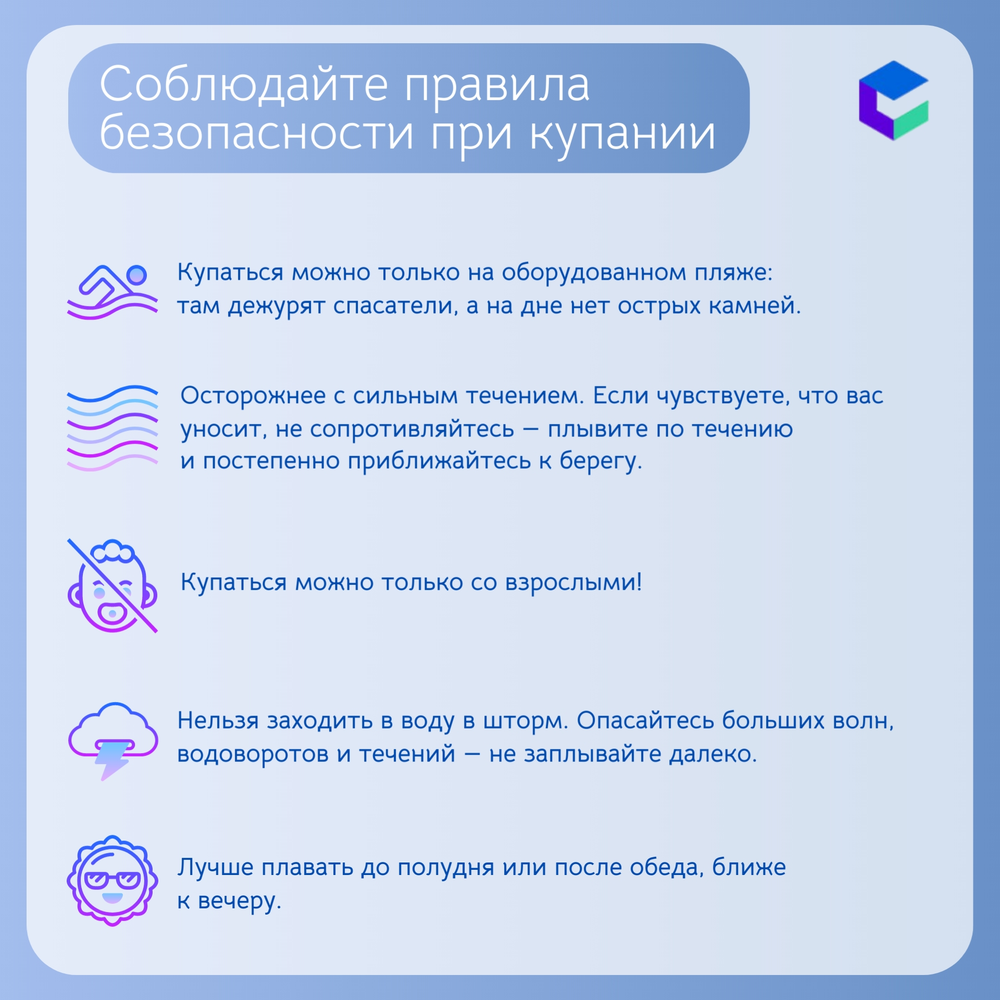 Соблюдайте правила
безопасности при купании
Купаться можно только на оборудованном пляже:
там дежурят спасатели, а на дне нет острых камней.
Осторожнее с сильным течением. Если чувствуете, что вас
уносит, не сопротивляйтесь — плывите по течению
и постепенно приближайтесь к берегу.
Купаться можно только со взрослыми!
Нельзя заходить в воду в шторм. Опасайтесь больших волн,
водоворотов и течений — не заплывайте далеко.
Лучше плавать до полудня или после обеда, ближе
к вечеру.